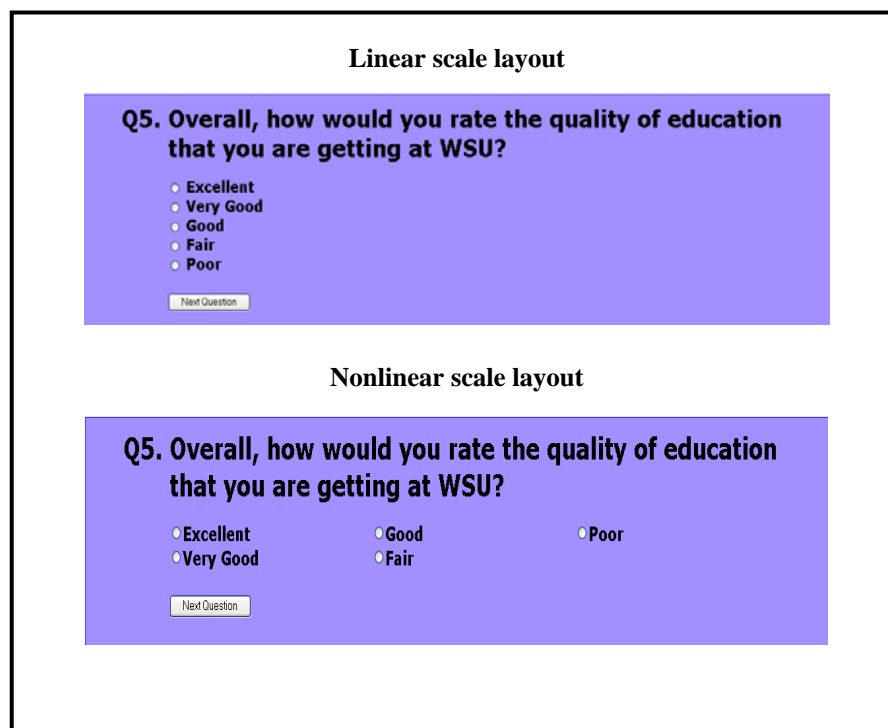 Linear scale layout
Q5. Overall, how would you rate the quality of education
that you are getting at WSU?
Excellent
Very Good
Good
Fair
Poor
Next Question
Nonlinear scale layout
Q5. Overall, how would you rate the quality of education
that you are getting at WSU?
Excellent Good Poor
Very Good Fair
Next Question